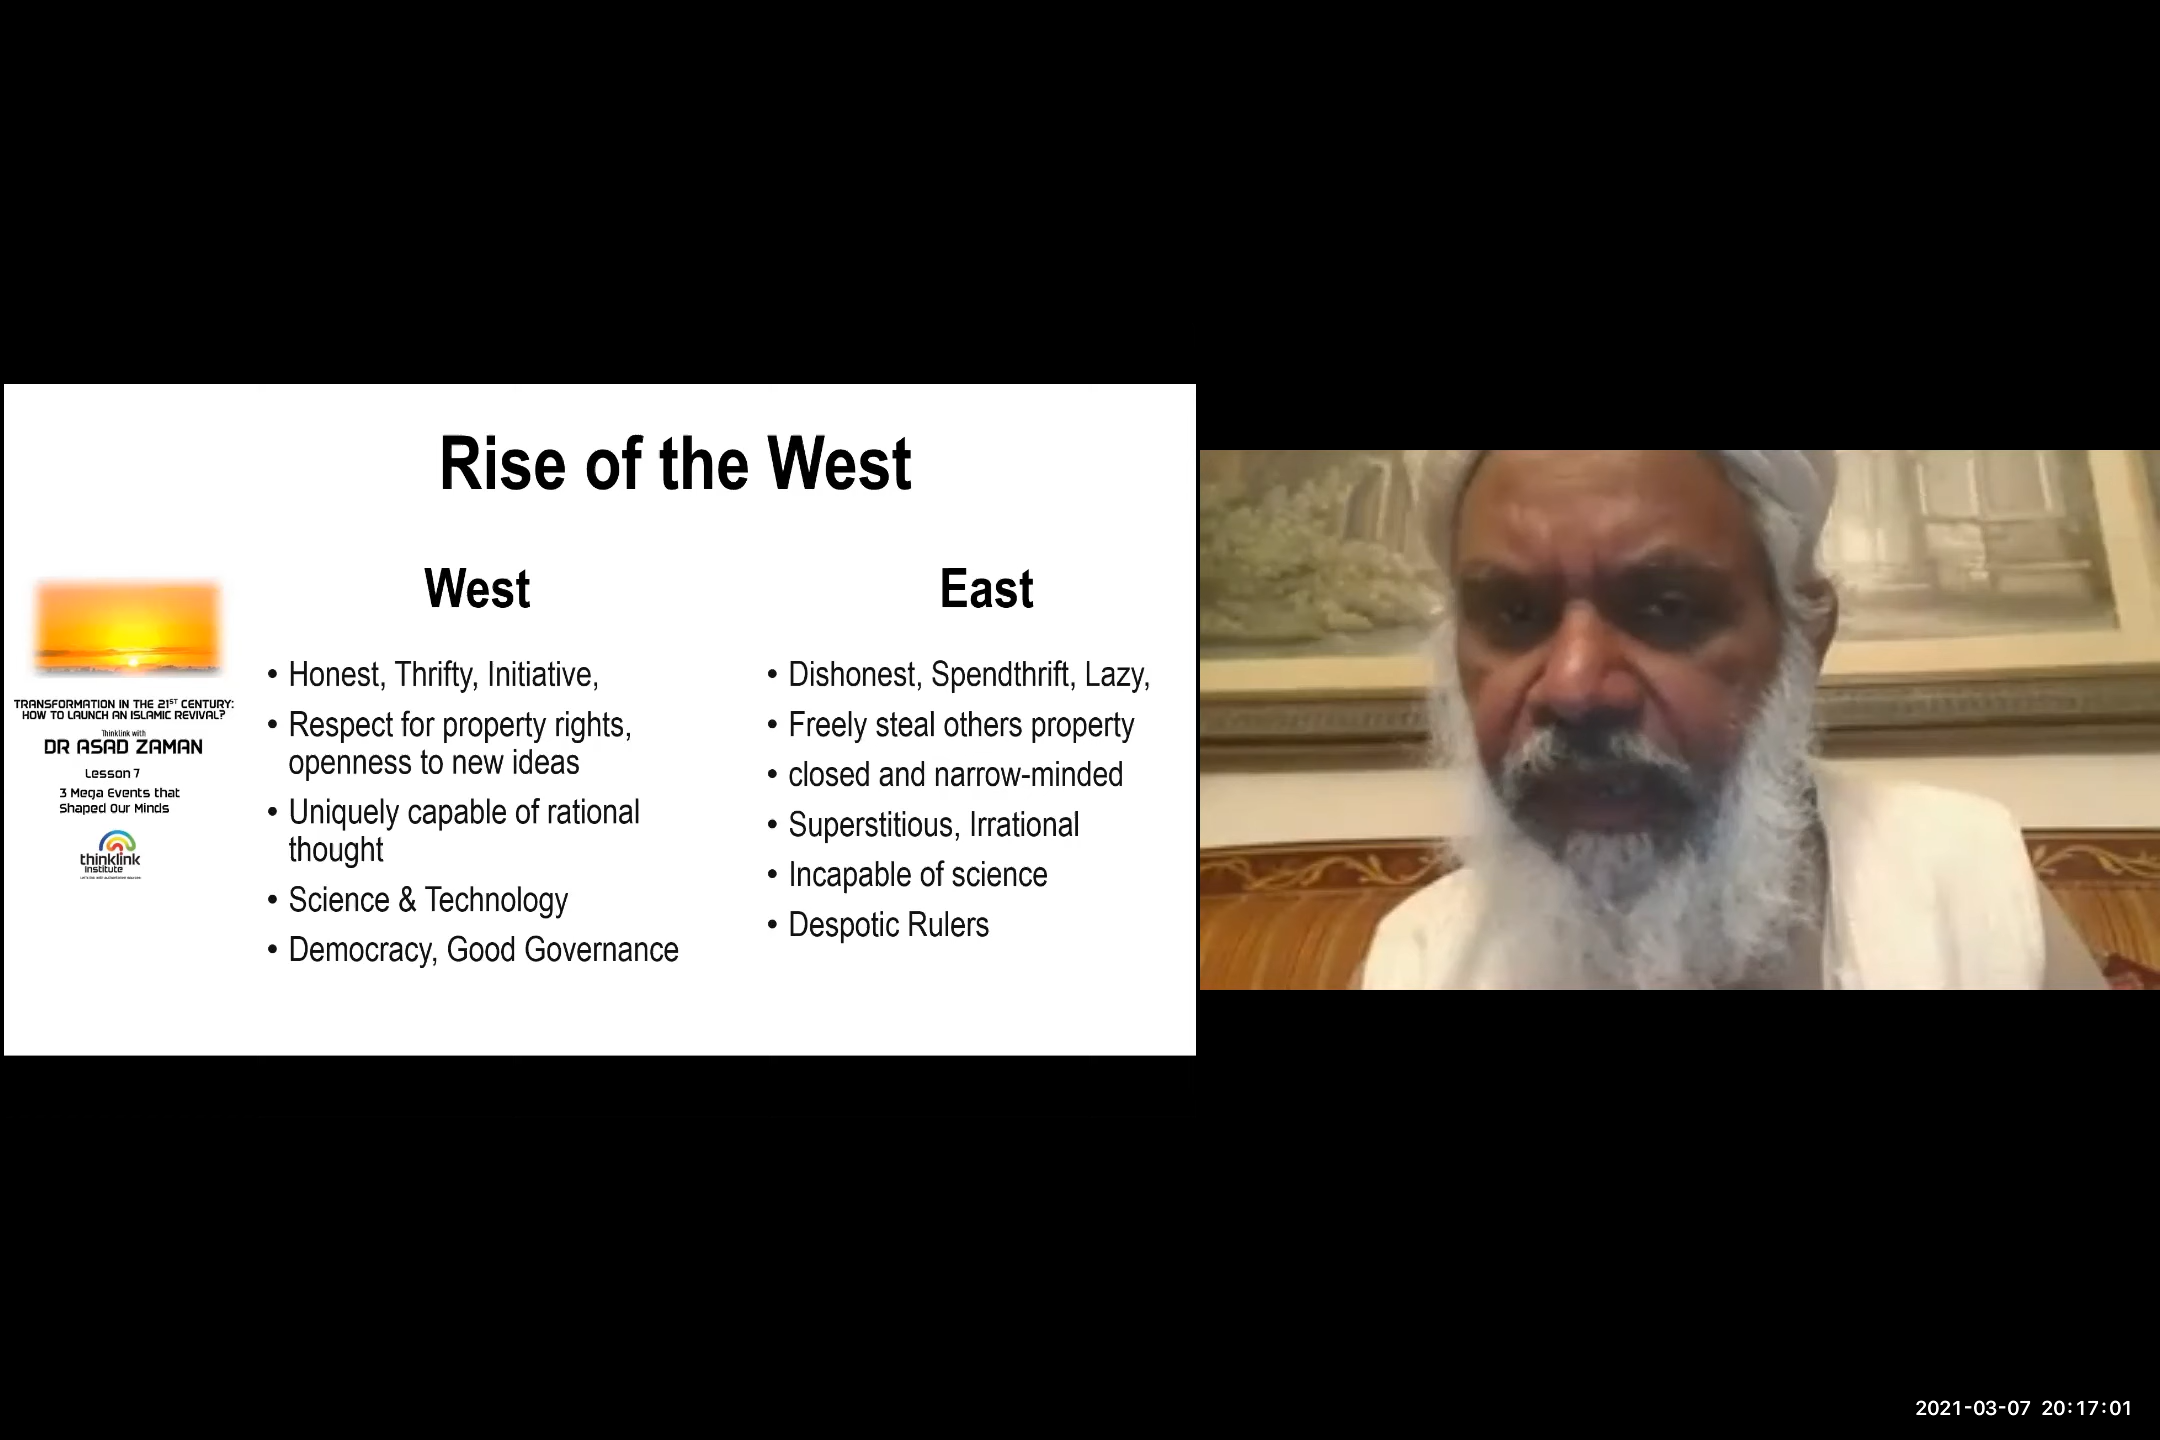 Rise of the West
West
• Honest, Thrifty, Initiative,
• Respect for property rights,
openness to new ideas
• Uniquely capable of rational
thought
• Science & Technology
• Democracy, Good Governance
East
• Dishonest, Spendthrift, Lazy,
• Freely steal others property
• closed and narrow-minded
• Superstitious, Irrational
• Incapable of science
• Despotic Rulers
TRANSFORMATION IN THE 21ST CENTURY:
HOW TO LAUNCH AN ISLAMIC REVIVAL?
Thinklink with
DR ASAD ZAMAN
Lesson 7
3 Mega Events that
Shaped Our Minds
thinklink
institute
2021-03-07 20:17:01